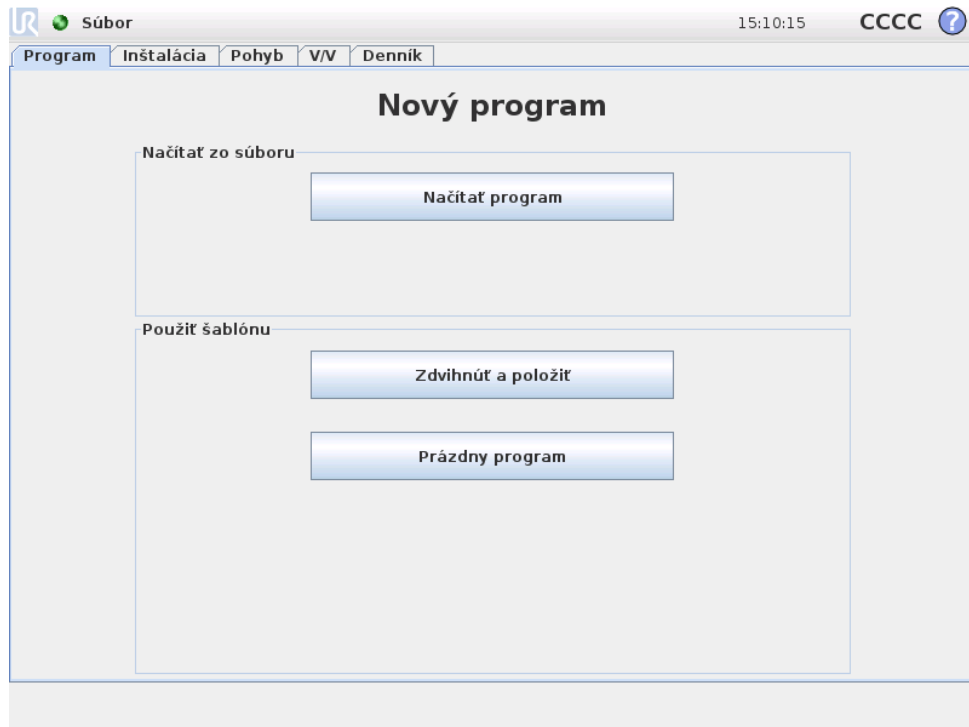 UR Súbor 15:10:15 CCCC ?
Program Inštalácia Pohyb V/V Denník
Nový program
Načítať zo súboru
Načítať program
Použiť šablónu
Zdvihnúť a položiť
Prázdny program